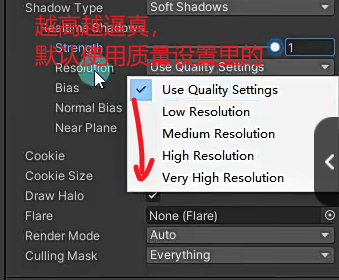 Shadow Type Soft Shadows
越高越逼真，
Realtime Shadows
Strength 1
默认使用质量设置里的
Resolution Use Quality Settings
Bias Use Quality Settings
Low Resolution
Normal Bias
Medium Resolution
Near Plane
High Resolution
Cookie
Very High Resolution
Cookie Size
Draw Halo
Flare None (Flare)
Render Mode Auto
Culling Mask Everything